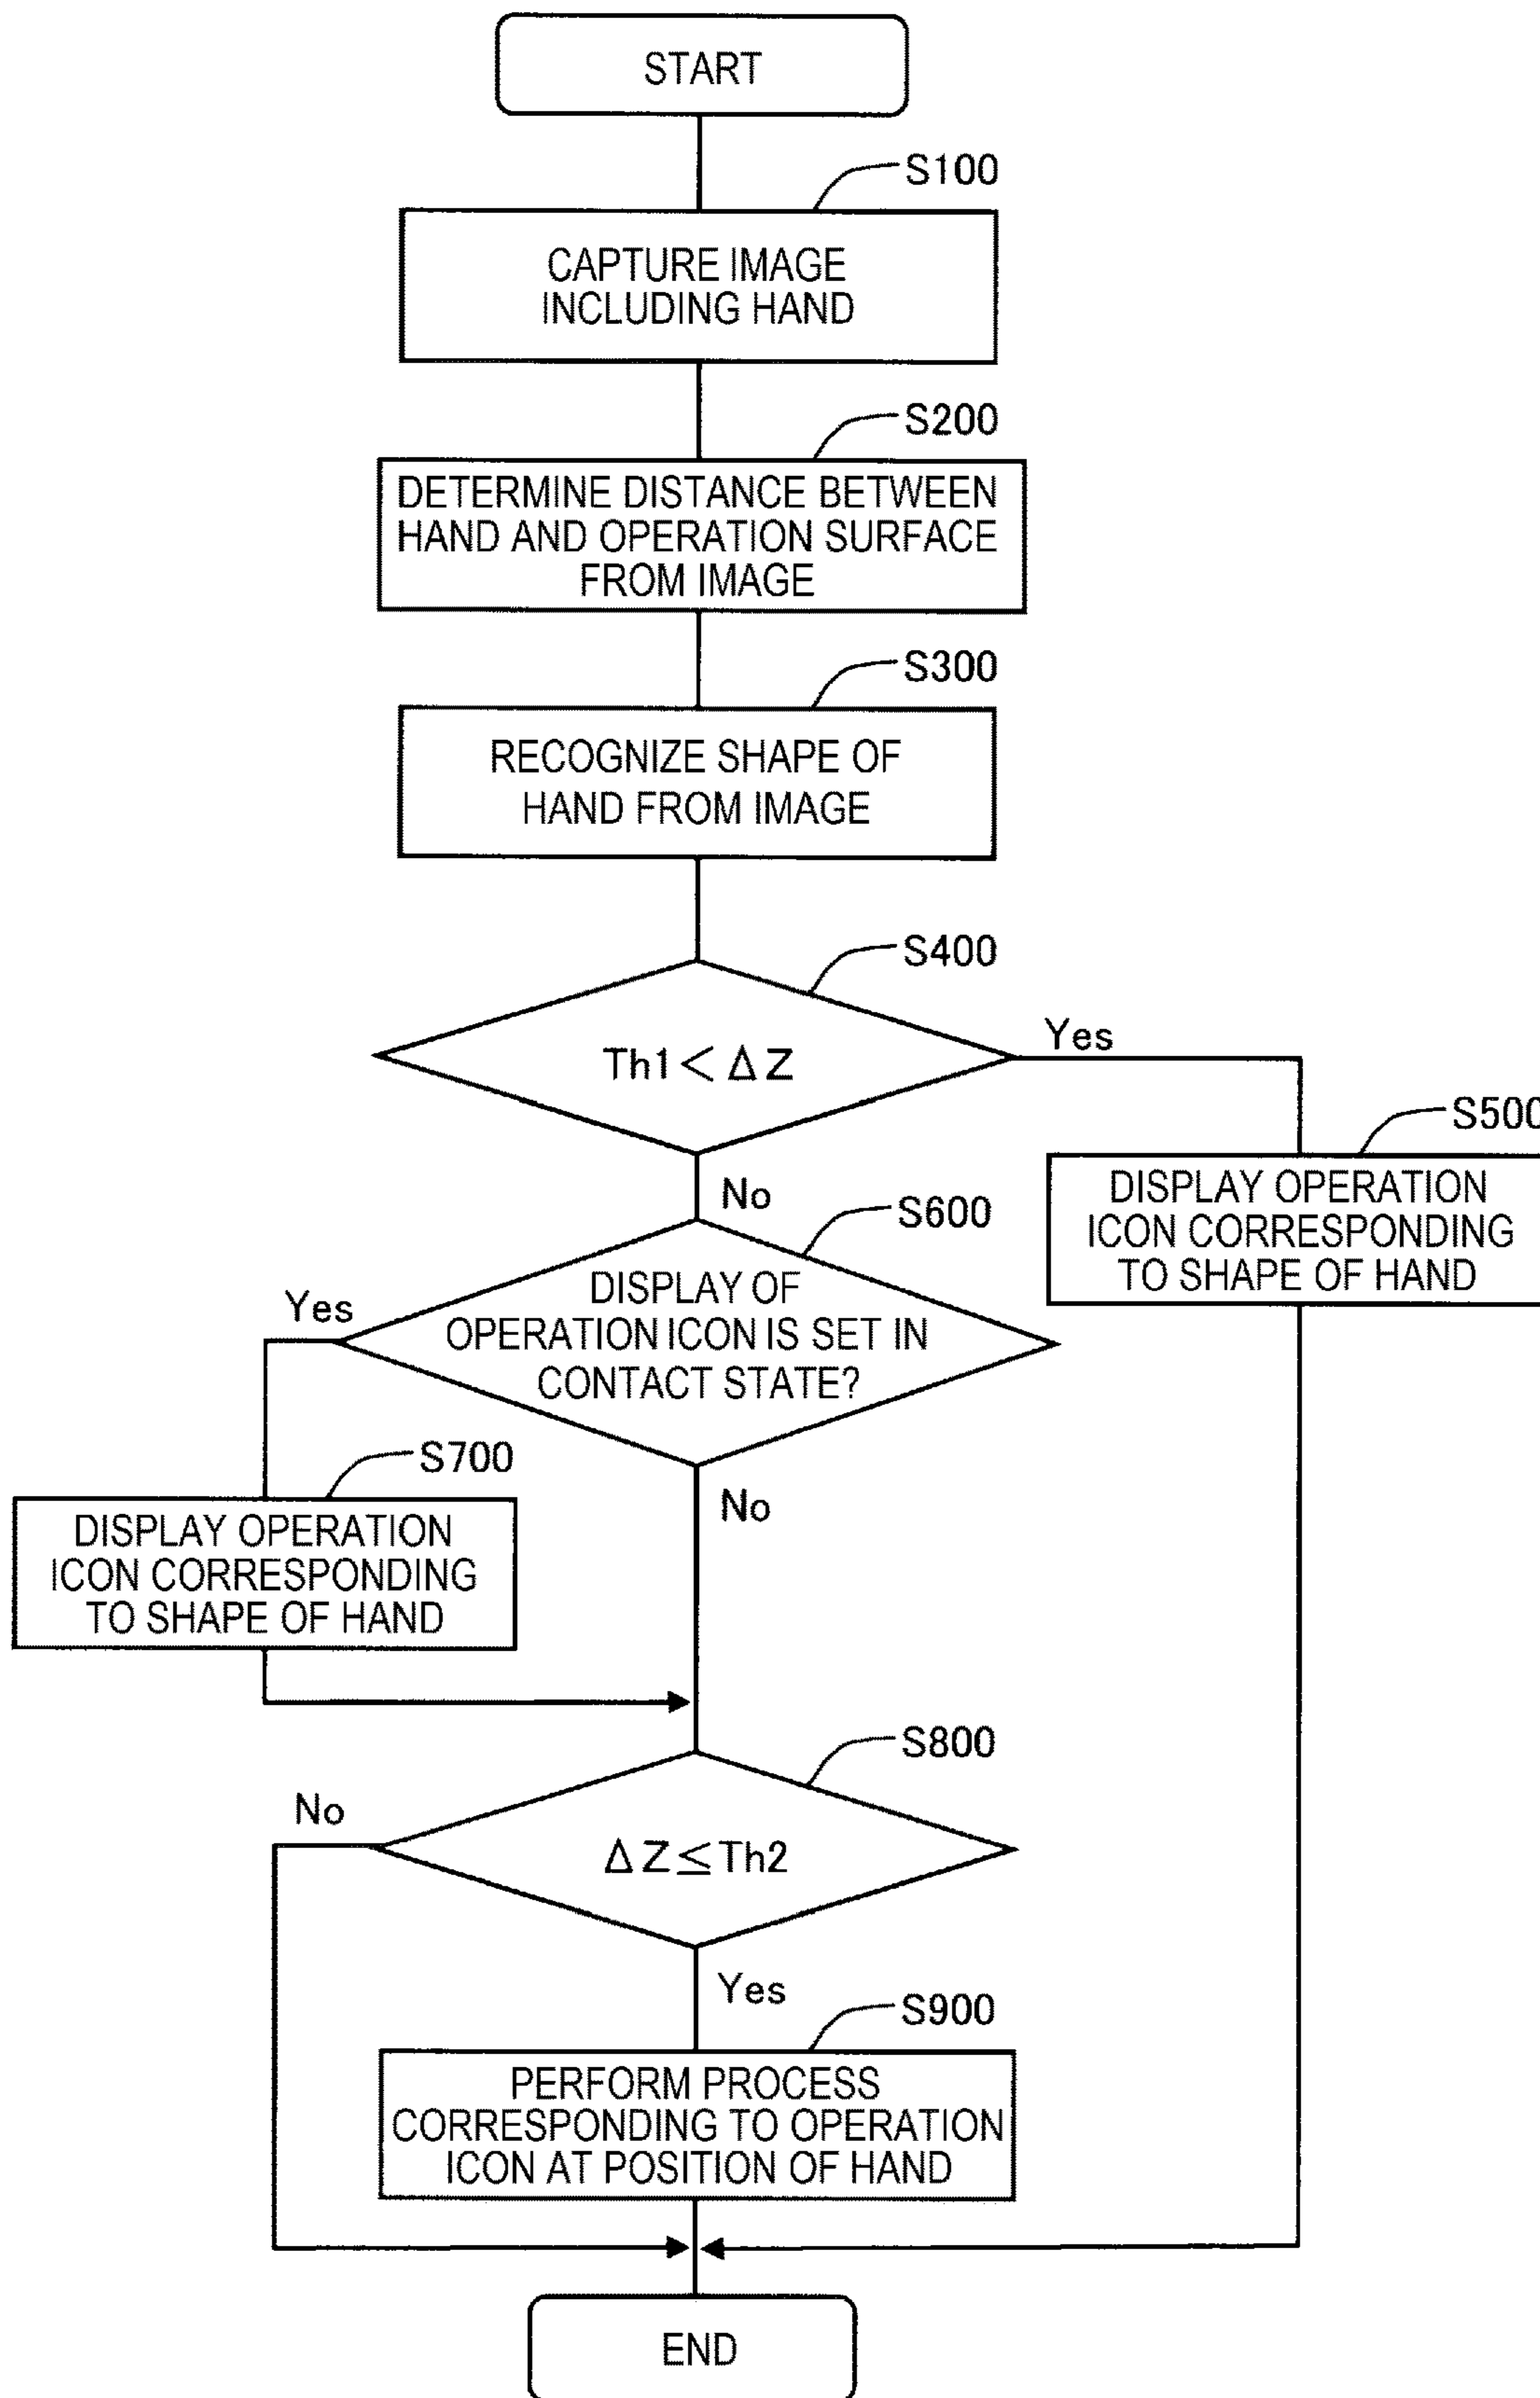 START
S100
CAPTURE IMAGE
INCLUDING HAND
S200
DETERMINE DISTANCE BETWEEN
HAND AND OPERATION SURFACE
FROM IMAGE
S300
RECOGNIZE SHAPE OF
HAND FROM IMAGE
S400
Th1 < Δ Z
Yes
No
S500
DISPLAY OPERATION
ICON CORRESPONDING
TO SHAPE OF HAND
S600
DISPLAY OF
OPERATION ICON IS SET IN
CONTACT STATE?
Yes
No
S700
DISPLAY OPERATION
ICON CORRESPONDING
TO SHAPE OF HAND
S800
Δ Z ≤ Th2
No
Yes
S900
PERFORM PROCESS
CORRESPONDING TO OPERATION
ICON AT POSITION OF HAND
END